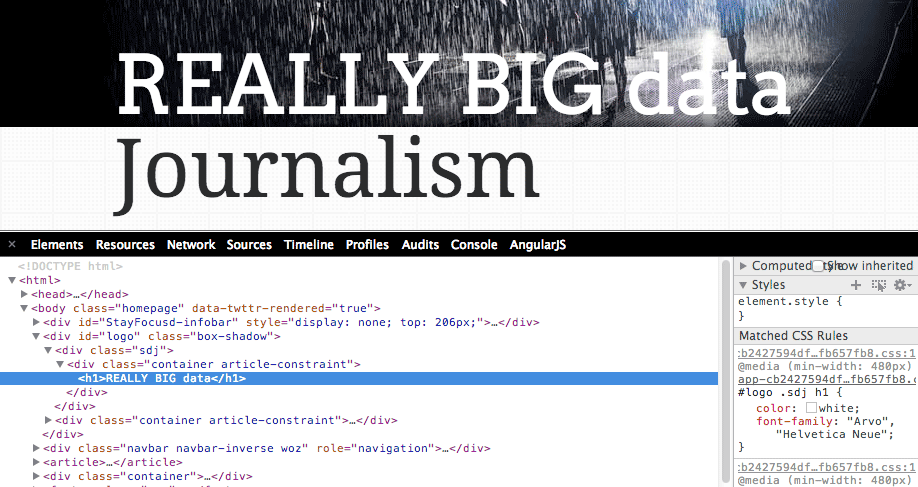 REALLY BIG data
Journalism
× Elements Resources Network Sources Timeline Profiles Audits Console AngularJS
<!DOCTYPE html>
▼<html>
▶<head>…</head>
▼<body class="homepage" data-twttr-rendered="true">
▶<div id="StayFocusd-infobar" style="display: none; top: 206px;">…</div>
▼<div id="logo" class="box-shadow">
▼<div class="sdj">
▼<div class="container article-constraint">
<h1>REALLY BIG data</h1>
</div>
</div>
▶<div class="container article-constraint">…</div>
</div>
▶<div class="navbar navbar-inverse woz" role="navigation">…</div>
▶<article>…</article>
▶<div class="container">…</div>
▶ Computed Style Show inherited
▼ Styles
element.style {
}
Matched CSS Rules
:b2427594df…fb657fb8.css:1
@media (min-width: 480px)
app-cb2427594df…fb657fb8.c
#logo .sdj h1 {
color: white;
font-family: "Arvo",
"Helvetica Neue";
}
:b2427594df…fb657fb8.css:1
@media (min-width: 480px)